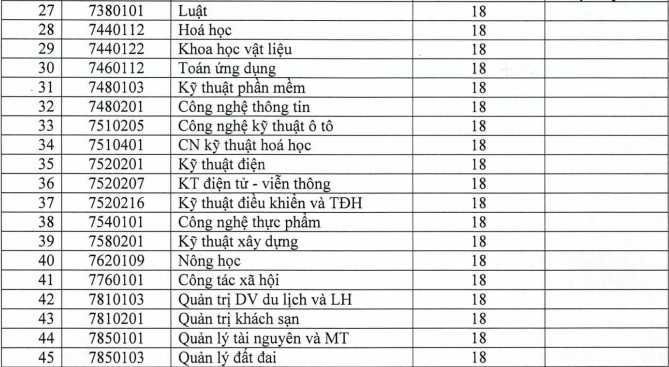 27 7380101 Luật 18
28 7440112 Hoá học 18
29 7440122 Khoa học vật liệu 18
30 7460112 Toán ứng dụng 18
31 7480103 Kỹ thuật phần mềm 18
32 7480201 Công nghệ thông tin 18
33 7510205 Công nghệ kỹ thuật ô tô 18
34 7510401 CN kỹ thuật hoá học 18
35 7520201 Kỹ thuật điện 18
36 7520207 KT điện tử - viễn thông 18
37 7520216 Kỹ thuật điều khiển và TĐH 18
38 7540101 Công nghệ thực phẩm 18
39 7580201 Kỹ thuật xây dựng 18
40 7620109 Nông học 18
41 7760101 Công tác xã hội 18
42 7810103 Quản trị DV du lịch và LH 18
43 7810201 Quản trị khách sạn 18
44 7850101 Quản lý tài nguyên và MT 18
45 7850103 Quản lý đất đai 18